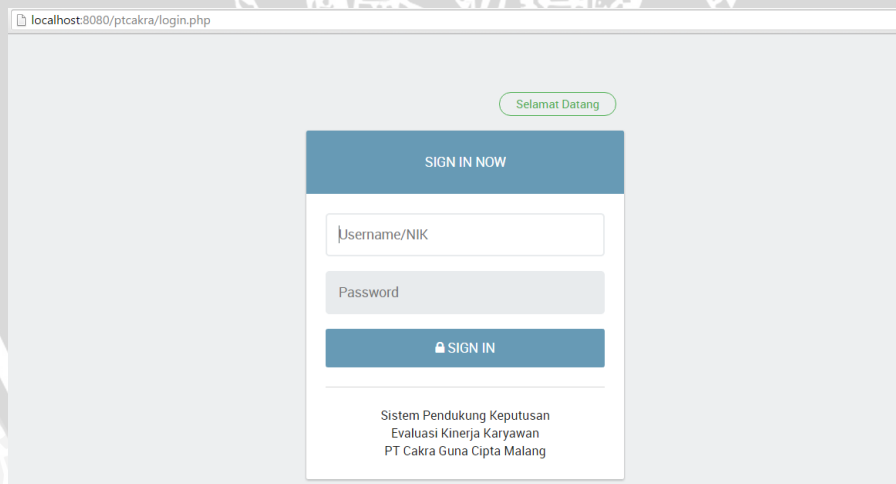 localhost:8080/ptcakra/login.php
Selamat Datang
SIGN IN NOW
Username/NIK
Password
SIGN IN
Sistem Pendukung Keputusan
Evaluasi Kinerja Karyawan
PT Cakra Guna Cipta Malang